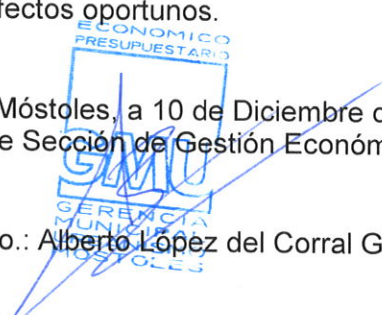 fectos oportunos.
ECONOMICO
PRESUPUESTARIO
Móstoles, a 10 de Diciembre d
e Sección de Gestión Económ
GMU
GERENCIA
MUNICIPAL
o.: Alberto López del Corral G
MOSTOLES